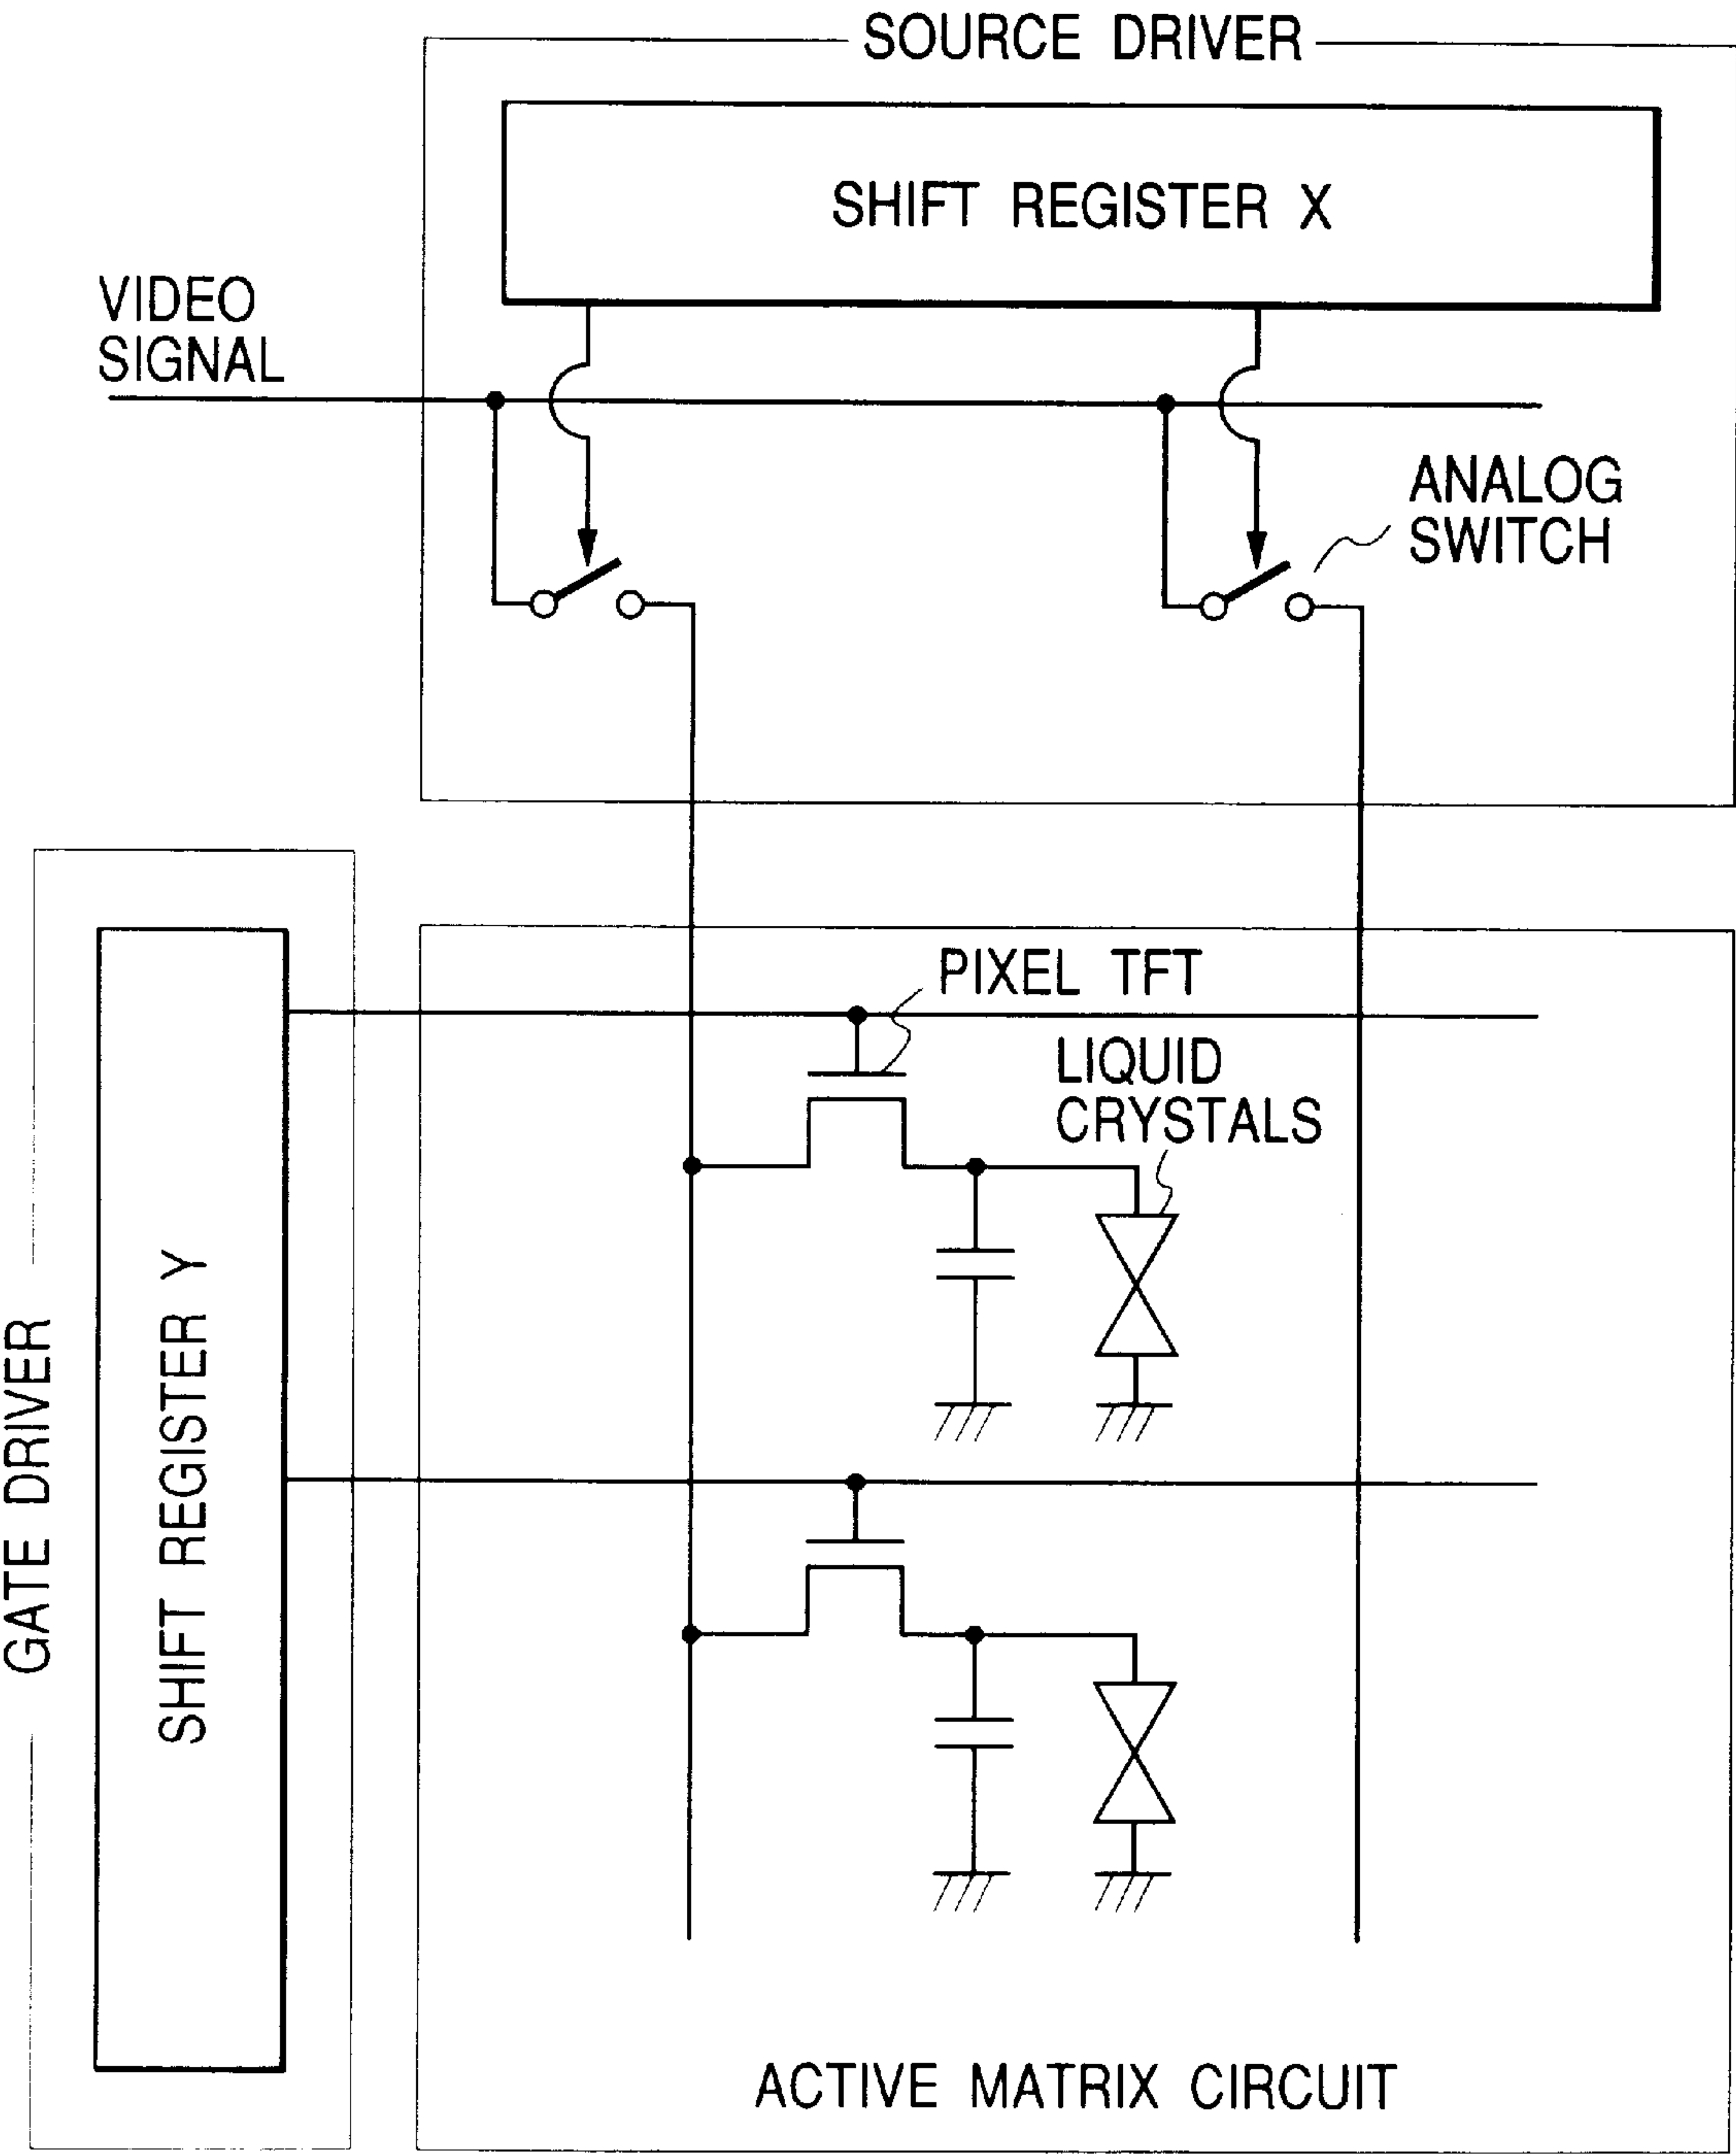 SOURCE DRIVER
SHIFT REGISTER X
VIDEO
SIGNAL
ANALOG
SWITCH
PIXEL TFT
LIQUID
CRYSTALS
GATE DRIVER
SHIFT REGISTER Y
ACTIVE MATRIX CIRCUIT